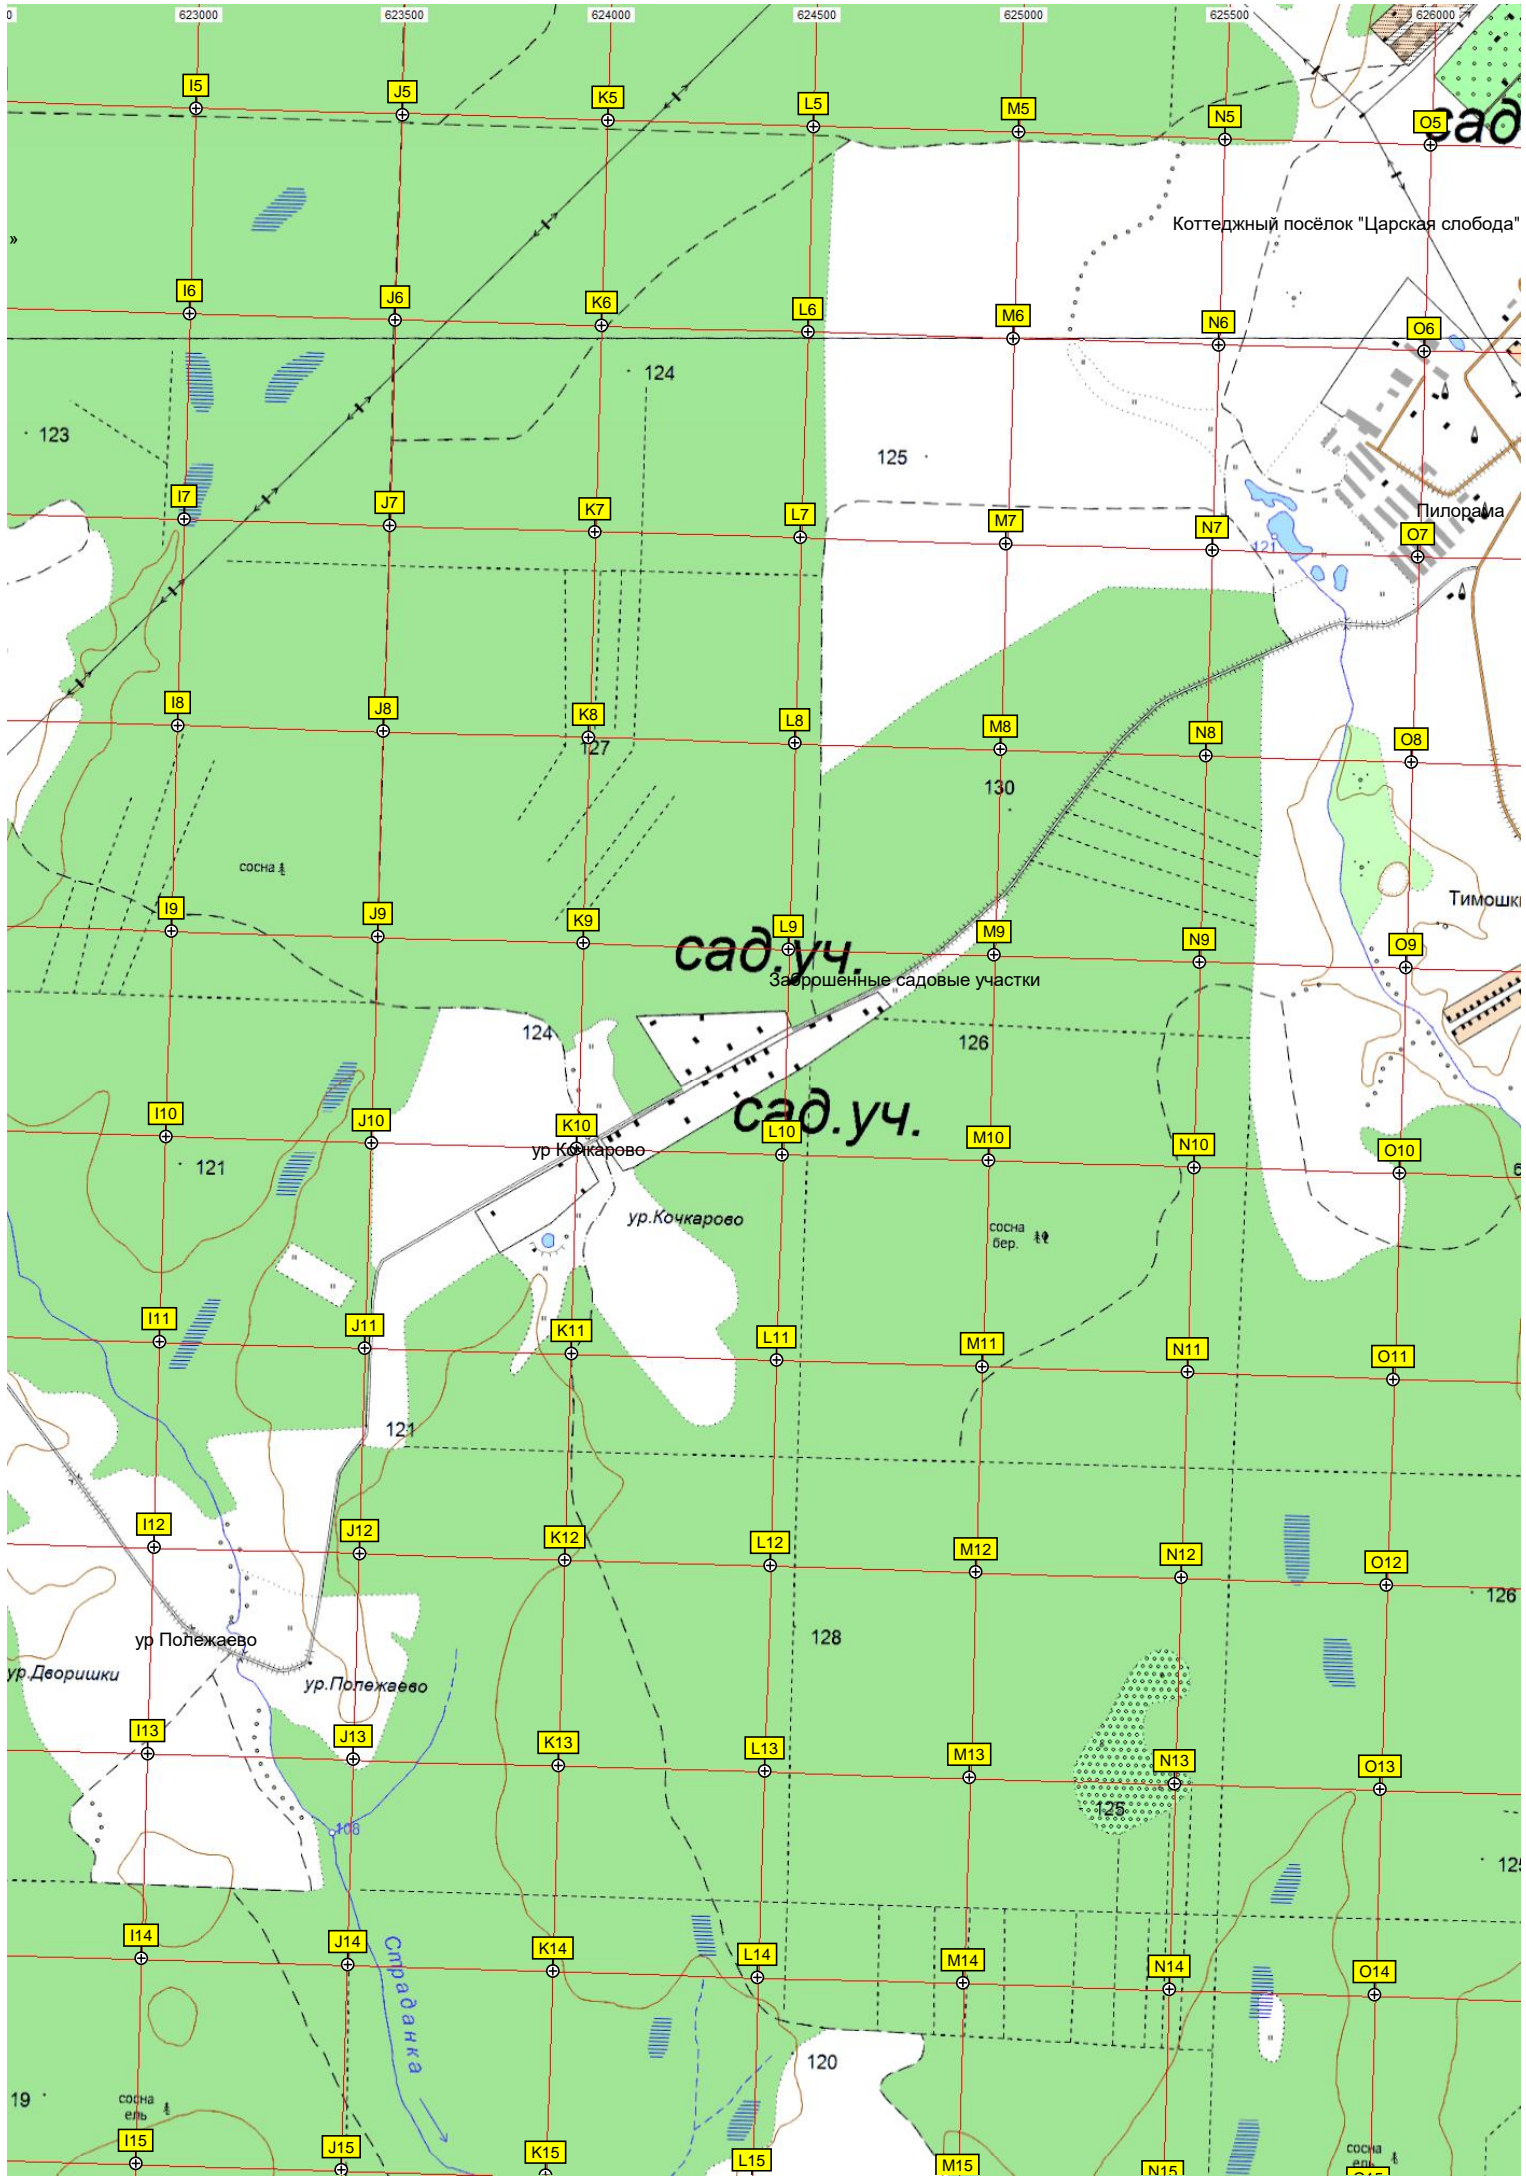 0 623000 623500 624000 624500 625000 625500 626000
I5 J5 K5 L5 M5 N5 O5
сад
Коттеджный посёлок "Царская слобода"
»
I6 J6 K6 L6 M6 N6 O6
124
123
125
I7 J7 K7 L7 M7 N7 O7
Пилорама
121
I8 J8 K8 L8 M8 N8 O8
127
130
сосна
Тимошк
I9 J9 K9 L9 M9 N9 O9
сад.уч.
Заброшенные садовые участки
124
126
сад.уч.
I10 J10 K10 L10 M10 N10 O10
ур Кочкарово
121
ур.Кочкарово
сосна
бер.
I11 J11 K11 L11 M11 N11 O11
121
I12 J12 K12 L12 M12 N12 O12
126
128
ур Полежаево
ур.Дворишки
ур.Полежаево
I13 J13 K13 L13 M13 N13 O13
125
108
125
I14 J14 K14 L14 M14 N14 O14
Страданка
120
19
сосна
ель
сосна
ель
I15 J15 K15 L15 M15 N15 O15